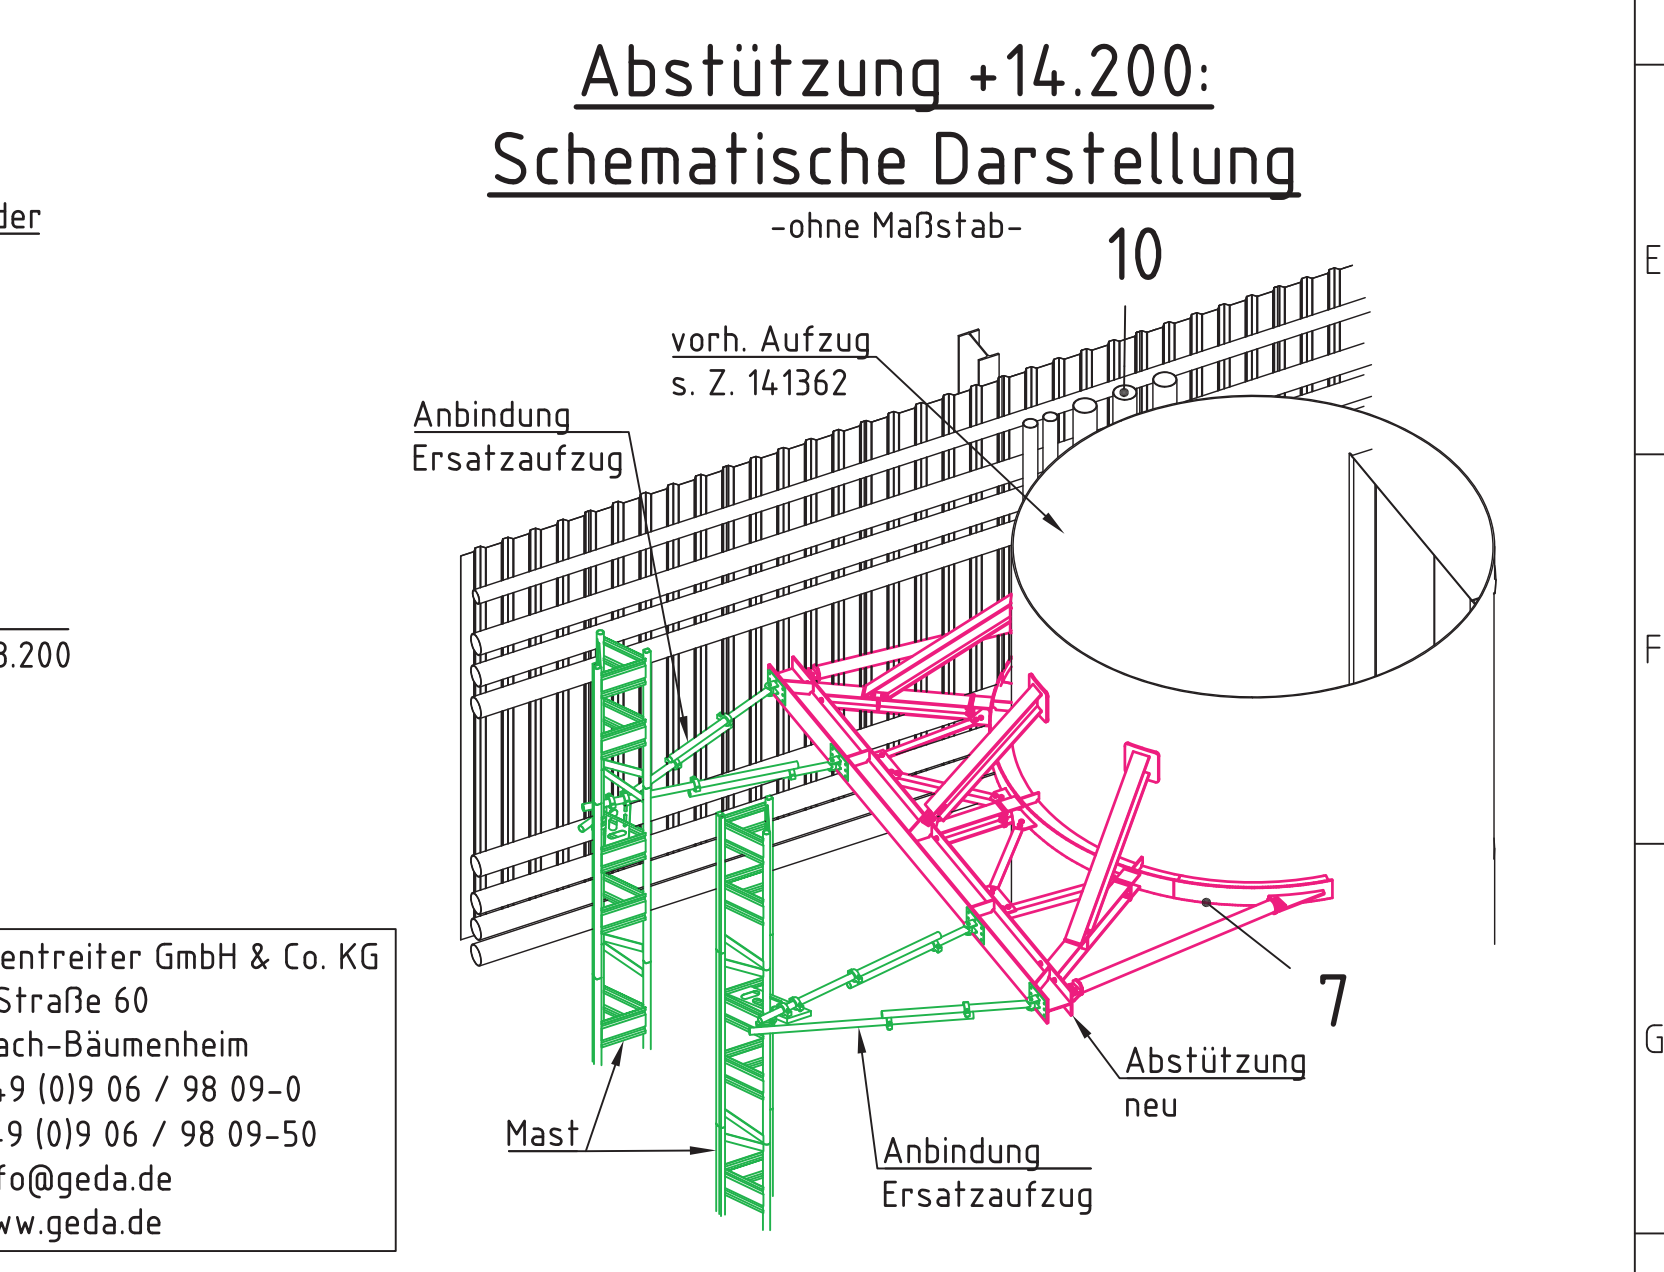 Abstützung +14.200:
Schematische Darstellung
-ohne Maßstab-
der
10
E
vorh. Aufzug
s. Z. 141362
Anbindung
Ersatzaufzug
F
3.200
entreiter GmbH & Co. KG
Straße 60
ach-Bäumenheim
49 (0)9 06 / 98 09-0
49 (0)9 06 / 98 09-50
fo@geda.de
ww.geda.de
7
G
Abstützung
neu
Mast
Anbindung
Ersatzaufzug